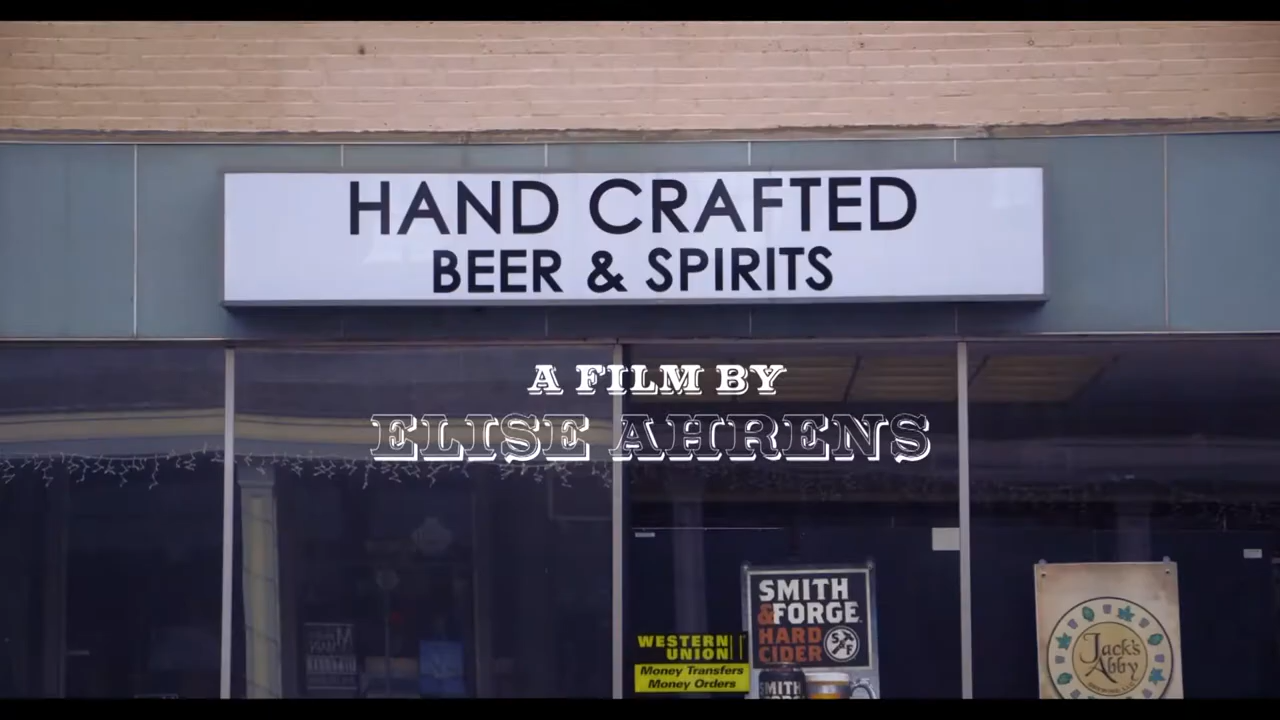 HAND CRAFTED
BEER & SPIRITS
A FILM BY
ELISE AHRENS
SMITH
&FORGE
HARD
CIDER
S&F
WESTERN
UNION
Money Transfers
Money Orders
SMITH
Jack's
Abby